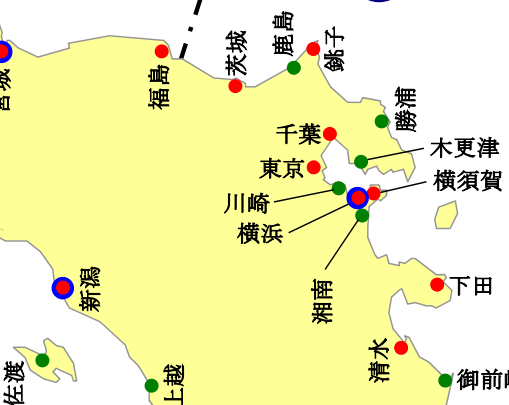 鹿島
銚子
茨城
福島
宮城
勝浦
千葉
木更津
東京
横須賀
川崎
横浜
湘南
下田
新潟
清水
佐渡
上越
御前崎